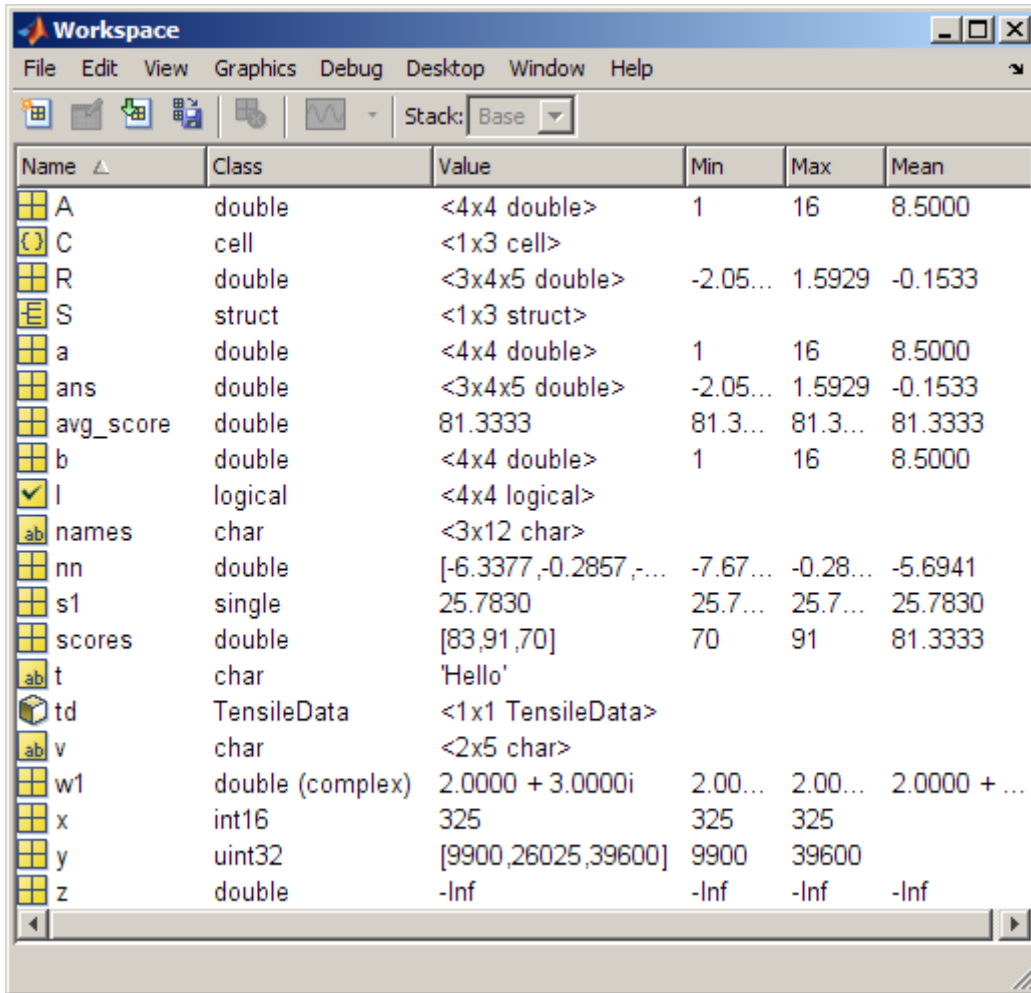 Workspace
File Edit View Graphics Debug Desktop Window Help
Stack: Base
Name Class Value Min Max Mean
A double <4x4 double> 1 16 8.5000
C cell <1x3 cell>
R double <3x4x5 double> -2.05... 1.5929 -0.1533
S struct <1x3 struct>
a double <4x4 double> 1 16 8.5000
ans double <3x4x5 double> -2.05... 1.5929 -0.1533
avg_score double 81.3333 81.3... 81.3... 81.3333
b double <4x4 double> 1 16 8.5000
l logical <4x4 logical>
ab names char <3x12 char>
nn double [-6.3377,-0.2857,-... -7.67... -0.28... -5.6941
s1 single 25.7830 25.7... 25.7... 25.7830
scores double [83,91,70] 70 91 81.3333
ab t char 'Hello'
td TensileData <1x1 TensileData>
ab v char <2x5 char>
w1 double (complex) 2.0000 + 3.0000i 2.00... 2.00... 2.0000 + ...
x int16 325 325 325
y uint32 [9900,26025,39600] 9900 39600
z double -Inf -Inf -Inf -Inf